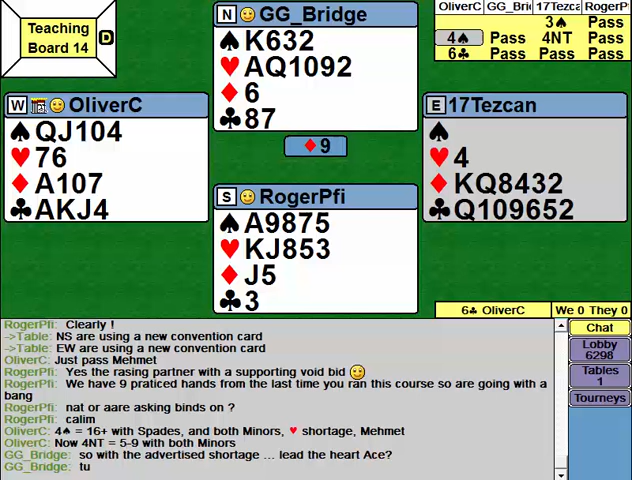 Teaching
Board 14
D
N GG_Bridge
♠K632
♥AQ1092
♦6
♣87
OliverC GG_Bri 17Tezca RogerPf
3♠ Pass
4♠ Pass 4NT Pass
6♣ Pass Pass Pass
W OliverC
♠QJ104
♥76
♦A107
♣AKJ4
♦9
E 17Tezcan
♠
♥4
♦KQ8432
♣Q109652
S RogerPfi
♠A9875
♥KJ853
♦J5
♣3
6♣ OliverC We 0 They 0
RogerPfi: Clearly !
->Table: NS are using a new convention card
->Table: EW are using a new convention card
OliverC: Just pass Mehmet
RogerPfi: Yes the rasing partner with a supporting void bid
RogerPfi: We have 9 praticed hands from the last time you ran this course so are going with a
bang
RogerPfi: nat or aare asking binds on ?
RogerPfi: calim
OliverC: 4♠ = 16+ with Spades, and both Minors, ♥ shortage, Mehmet
OliverC: Now 4NT = 5-9 with both Minors
GG_Bridge: so with the advertised shortage ... lead the heart Ace?
GG_Bridge: tu
Chat
Lobby
6298
Tables
1
Tourneys